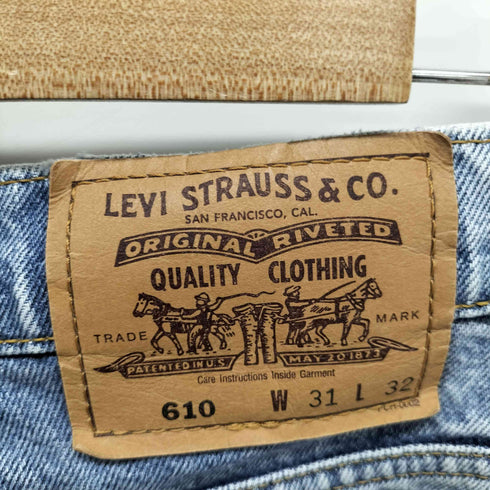 LEVI STRAUSS & CO.
SAN FRANCISCO, CAL.
ORIGINAL RIVETED
QUALITY CLOTHING
TRADE MARK
PATENTED IN U.S. MAY 20 1873
Care Instructions Inside Garment
610 W 31 L 32